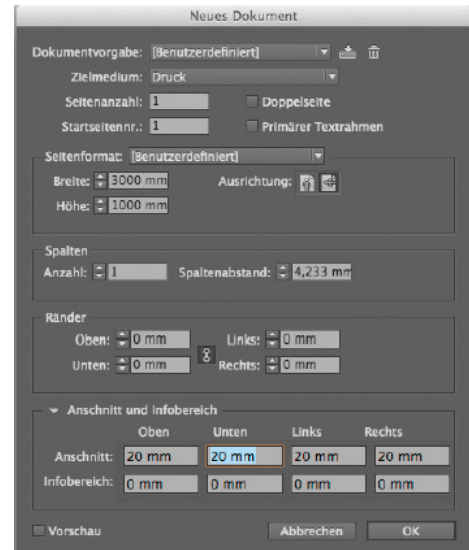 Neues Dokument
Dokumentvorgabe: [Benutzerdefiniert]
Zielmedium: Druck
Seitenanzahl: 1 Doppelseite
Startseitennr.: 1 Primärer Textrahmen
Seitenformat: [Benutzerdefiniert]
Breite: 3000 mm Ausrichtung:
Höhe: 1000 mm
Spalten
Anzahl: 1 Spaltenabstand: 4,233 mm
Ränder
Oben: 0 mm Links: 0 mm
Unten: 0 mm Rechts: 0 mm
Anschnitt und Infobereich
Oben Unten Links Rechts
Anschnitt: 20 mm 20 mm 20 mm 20 mm
Infobereich: 0 mm 0 mm 0 mm 0 mm
Vorschau Abbrechen OK